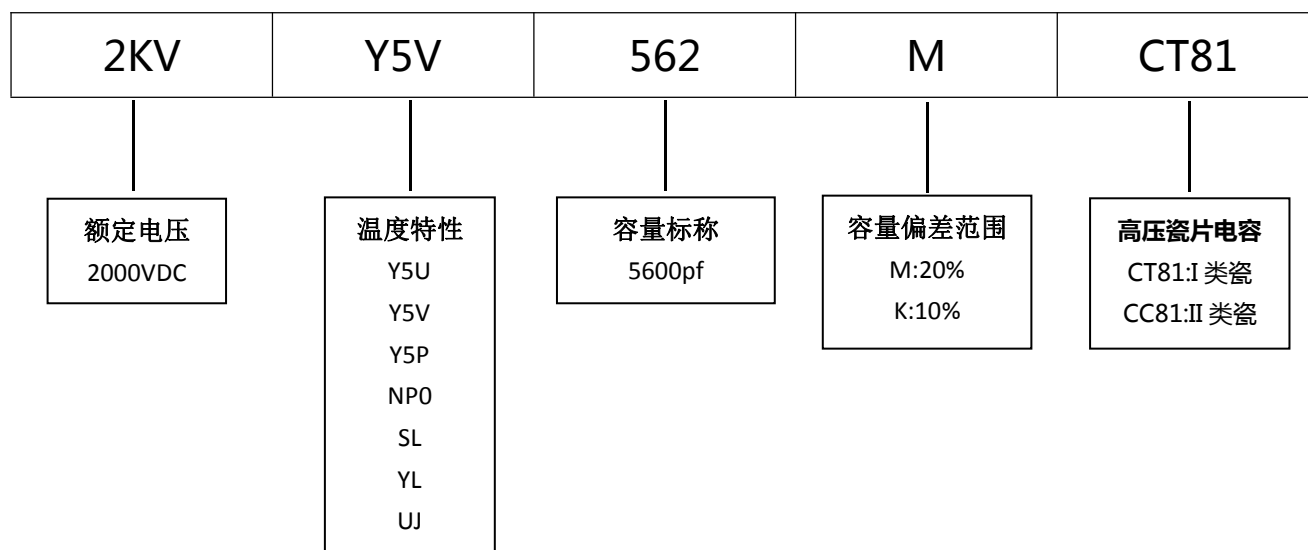 2KV Y5V 562 M CT81
额定电压
2000VDC
温度特性
Y5U
Y5V
Y5P
NP0
SL
YL
UJ
容量标称
5600pf
容量偏差范围
M:20%
K:10%
高压瓷片电容
CT81:I 类瓷
CC81:II 类瓷